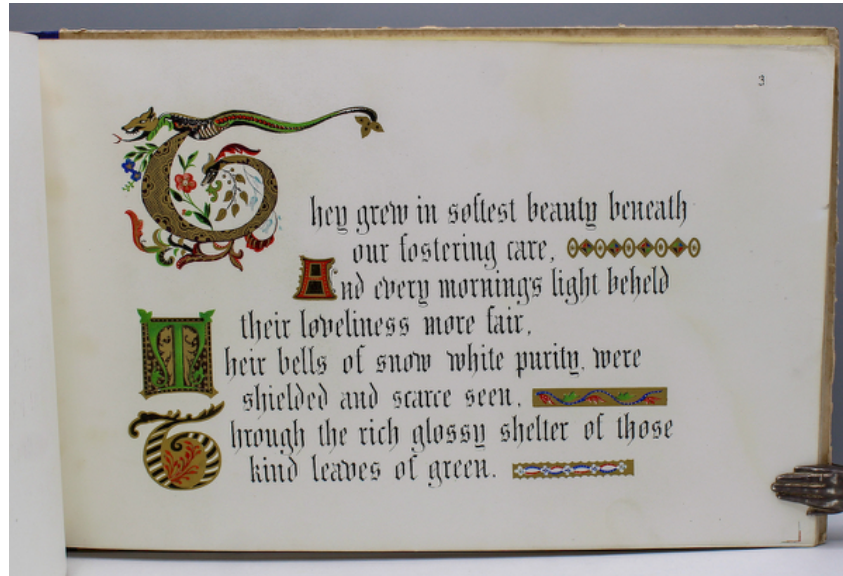 3
They grew in softest beauty beneath
our fostering care,
And every morning's light beheld
their loveliness more fair,
Their bells of snow white purity, were
shielded and scarce seen,
Through the rich glossy shelter of those
kind leaves of green.